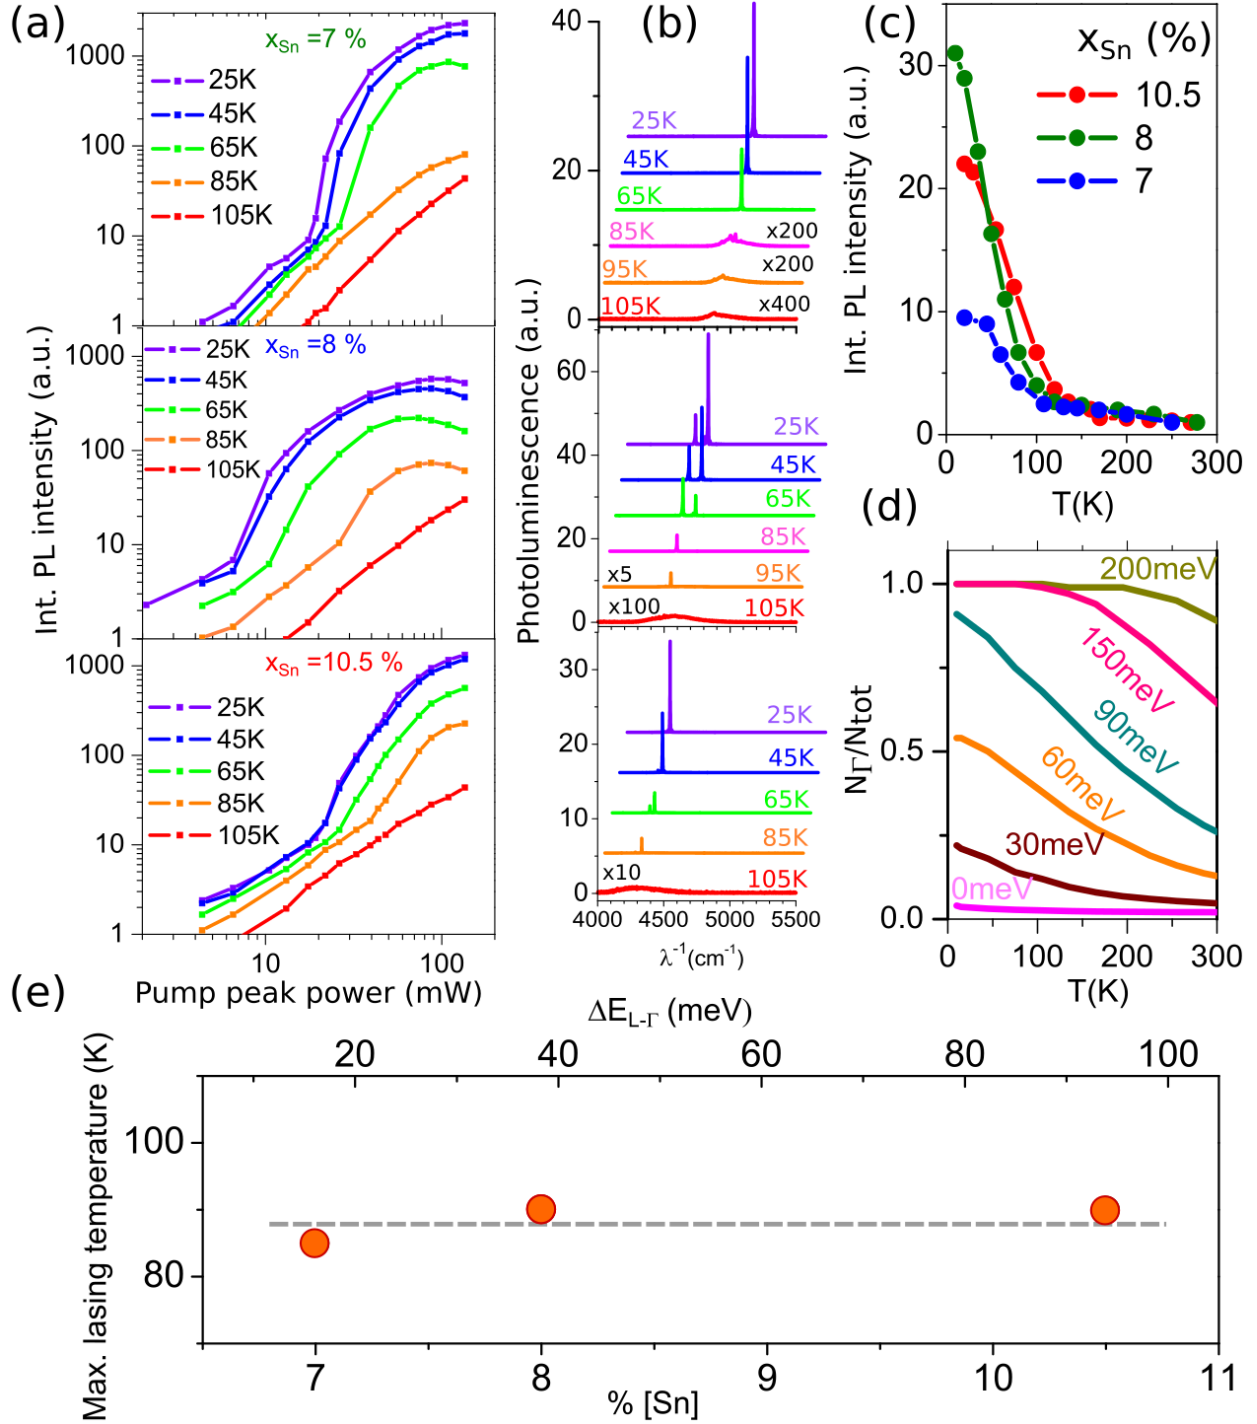 (a)
x_Sn =7 %
1000
100
10
1
25K
45K
65K
85K
105K
x_Sn =8 %
1000
100
10
1
25K
45K
65K
85K
105K
x_Sn =10.5 %
1000
100
10
1
25K
45K
65K
85K
105K
Int. PL intensity (a.u.)
10 100
Pump peak power (mW)
(b)
40
20
0
25K
45K
65K
85K x200
95K x200
105K x400
60
40
20
0
25K
45K
65K
85K
x5 95K
x100 105K
30
20
10
0
25K
45K
65K
85K
x10 105K
Photoluminescence (a.u.)
4000 4500 5000 5500
λ⁻¹(cm⁻¹)
(c)
x_Sn (%)
10.5
8
7
30
20
10
0
Int. PL intensity (a.u.)
0 100 200 300
T(K)
(d)
200meV
150meV
90meV
60meV
30meV
0meV
1.0
0.5
0.0
N_Γ/Ntot
0 100 200 300
T(K)
(e)
ΔE_L-Γ (meV)
20 40 60 80 100
100
80
Max. lasing temperature (K)
7 8 9 10 11
% [Sn]